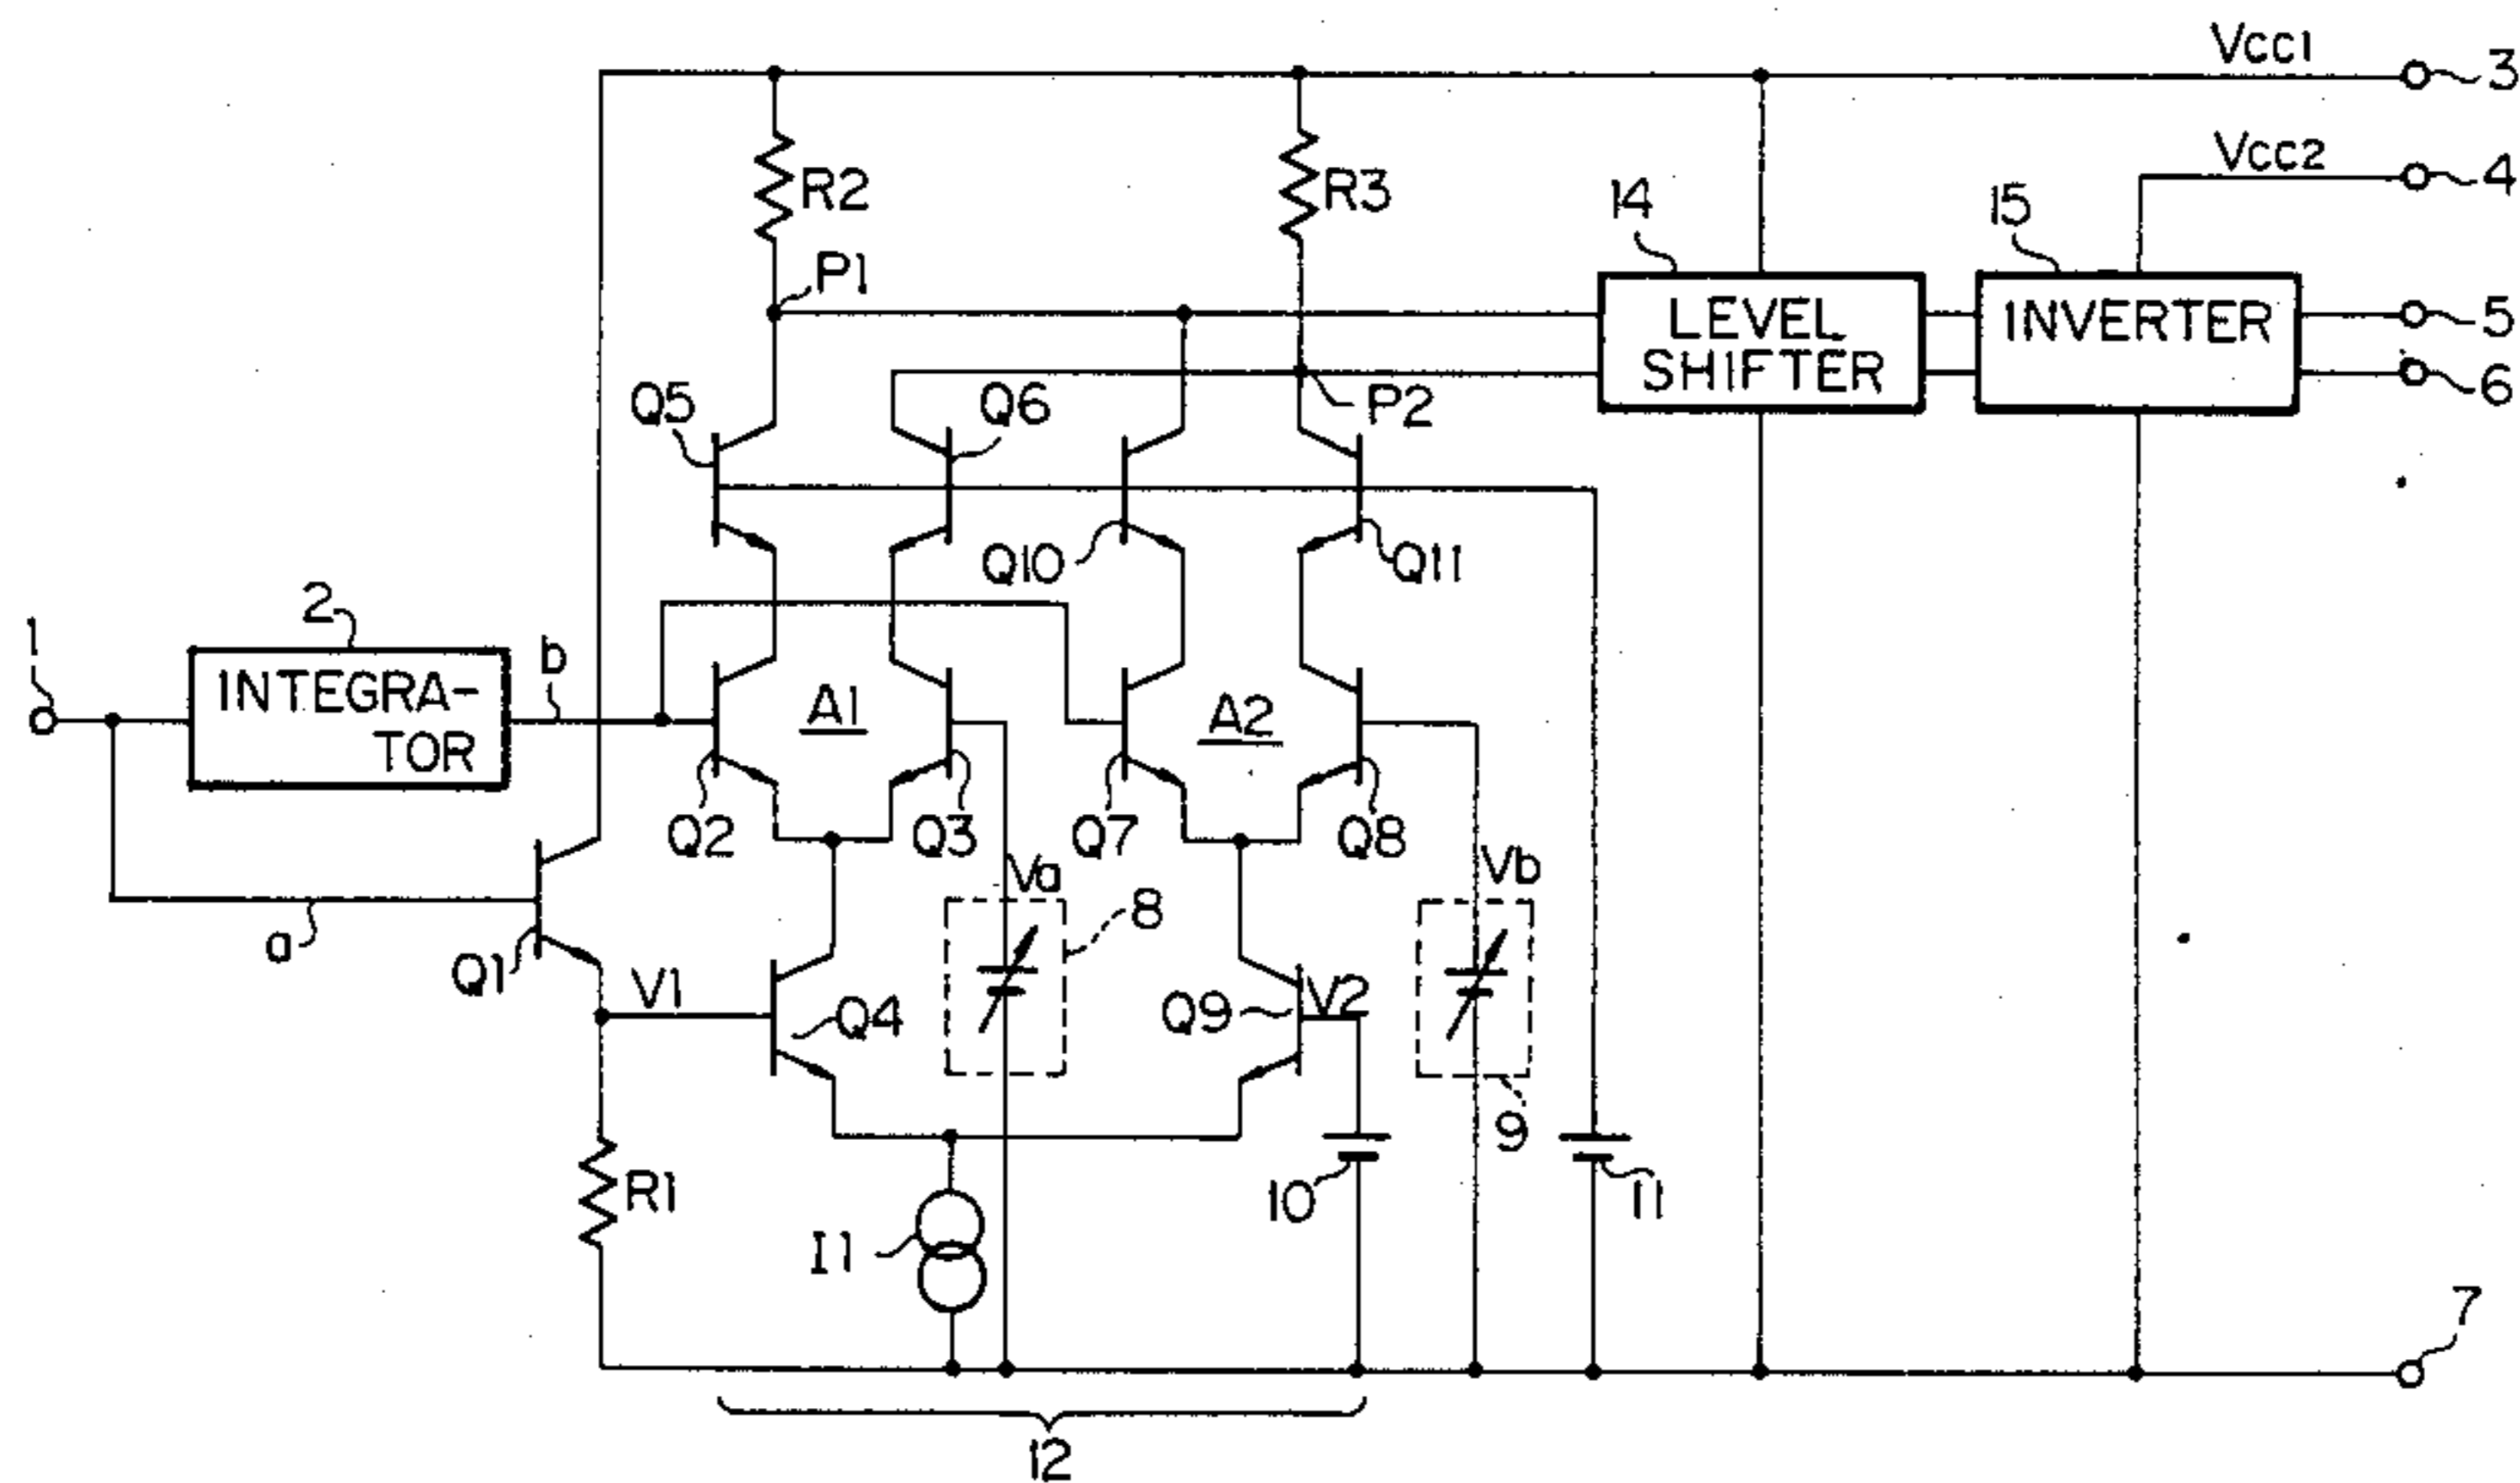 Vcc1
3
Vcc2
4
R2
R3
14
15
P1
LEVEL
SHIFTER
INVERTER
5
6
Q5
Q6
P2
Q10
Q11
1
2
INTEGRA-
TOR
b
A1
A2
Q2
Q3
Q7
Q8
Va
8
Vb
a
Q1
V1
Q4
Q9
V2
9
R1
10
11
I1
7
12